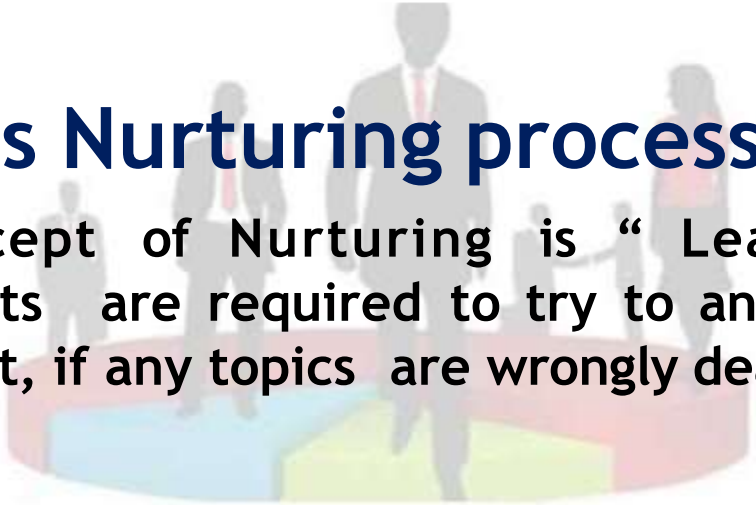 s Nurturing process
cept of Nurturing is “ Lea
ts are required to try to an
t, if any topics are wrongly dea